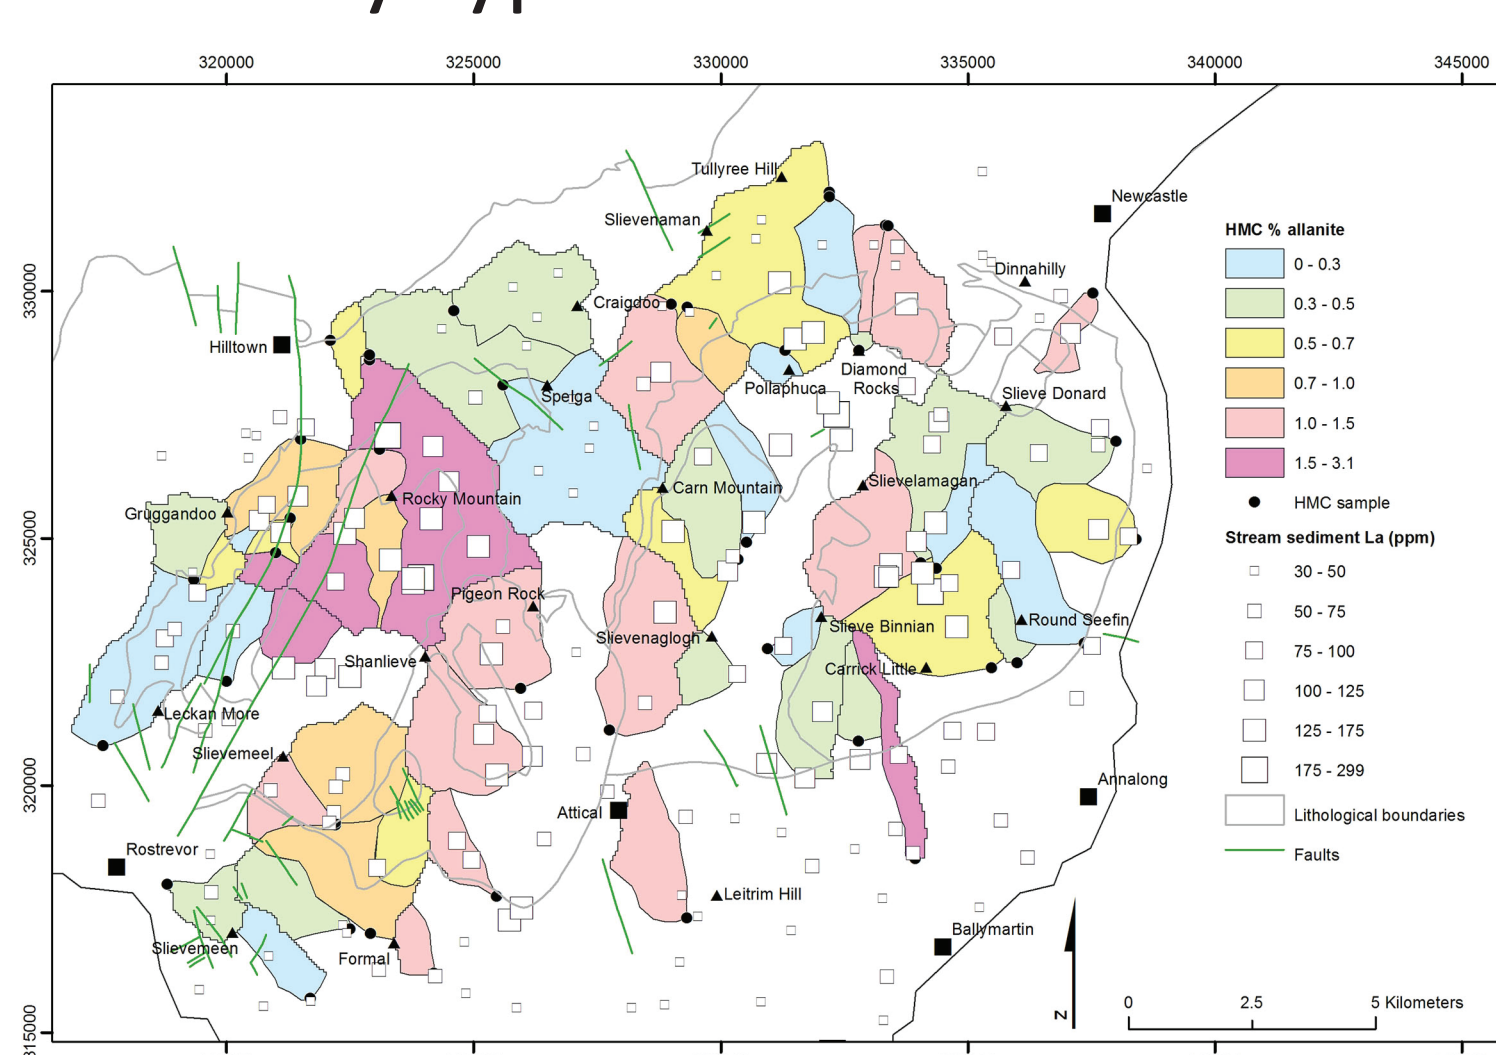 320000 325000 330000 335000 340000 345000
330000
325000
320000
315000
Tullyree Hill
Newcastle
Slievenaman
Dinnahilly
Craigdoo
Hilltown
Pollaphuca
Diamond
Rocks
Spelga
Slieve Donard
Rocky Mountain
Carn Mountain
Slievelamagan
Gruggandoo
Pigeon Rock
Slievenaglogh
Slieve Binnian
Round Seefin
Shanlieve
Carrick Little
Leckan More
Slievemeel
Attical
Annalong
Rostrevor
Leitrim Hill
Slievemeen
Formal
Ballymartin
HMC % allanite
0 - 0.3
0.3 - 0.5
0.5 - 0.7
0.7 - 1.0
1.0 - 1.5
1.5 - 3.1
HMC sample
Stream sediment La (ppm)
30 - 50
50 - 75
75 - 100
100 - 125
125 - 175
175 - 299
Lithological boundaries
Faults
N
0 2.5 5 Kilometers